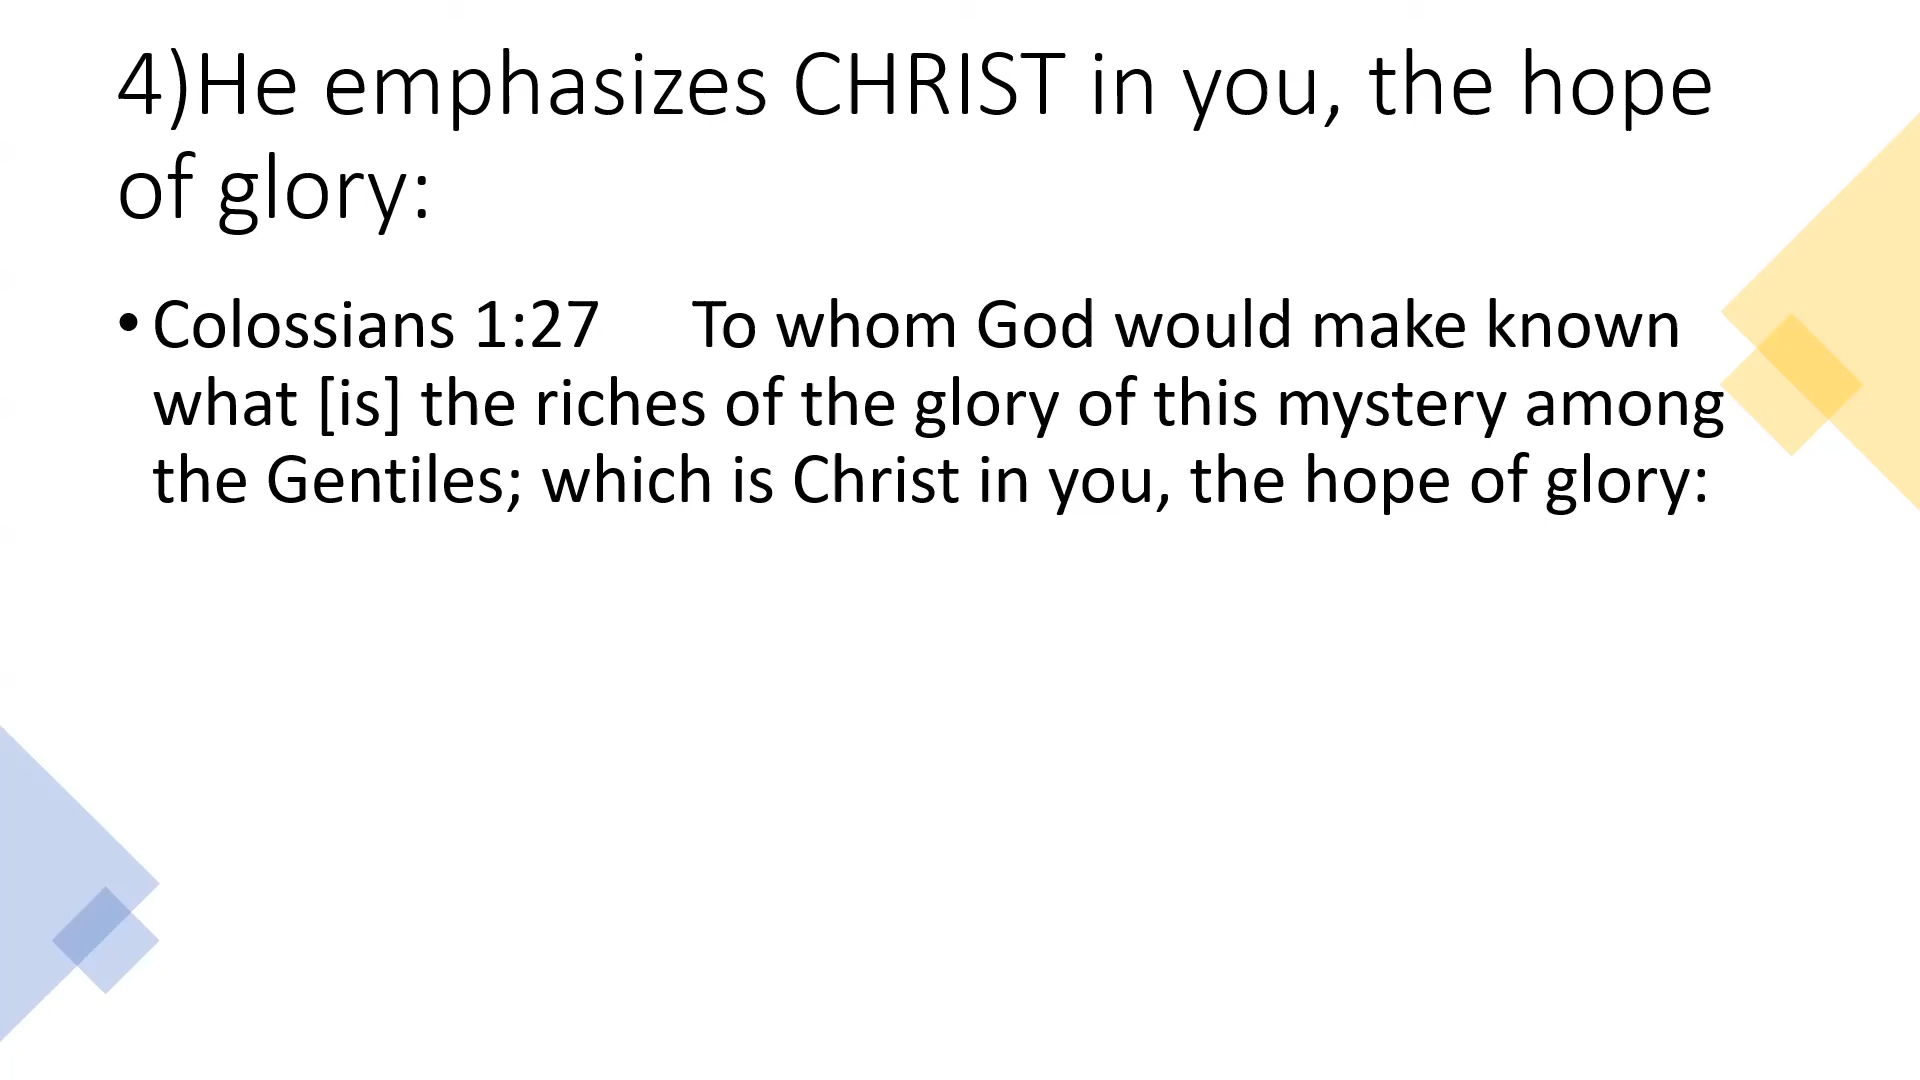 4)He emphasizes CHRIST in you, the hope
of glory:
• Colossians 1:27 To whom God would make known
what [is] the riches of the glory of this mystery among
the Gentiles; which is Christ in you, the hope of glory: